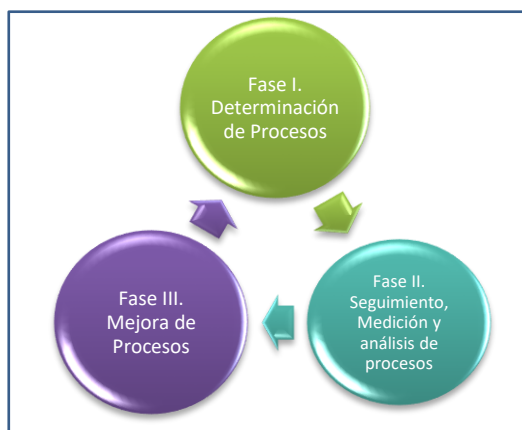 Fase I.
Determinación
de Procesos
Fase II.
Seguimiento,
Medición y
análisis de
procesos
Fase III.
Mejora de
Procesos